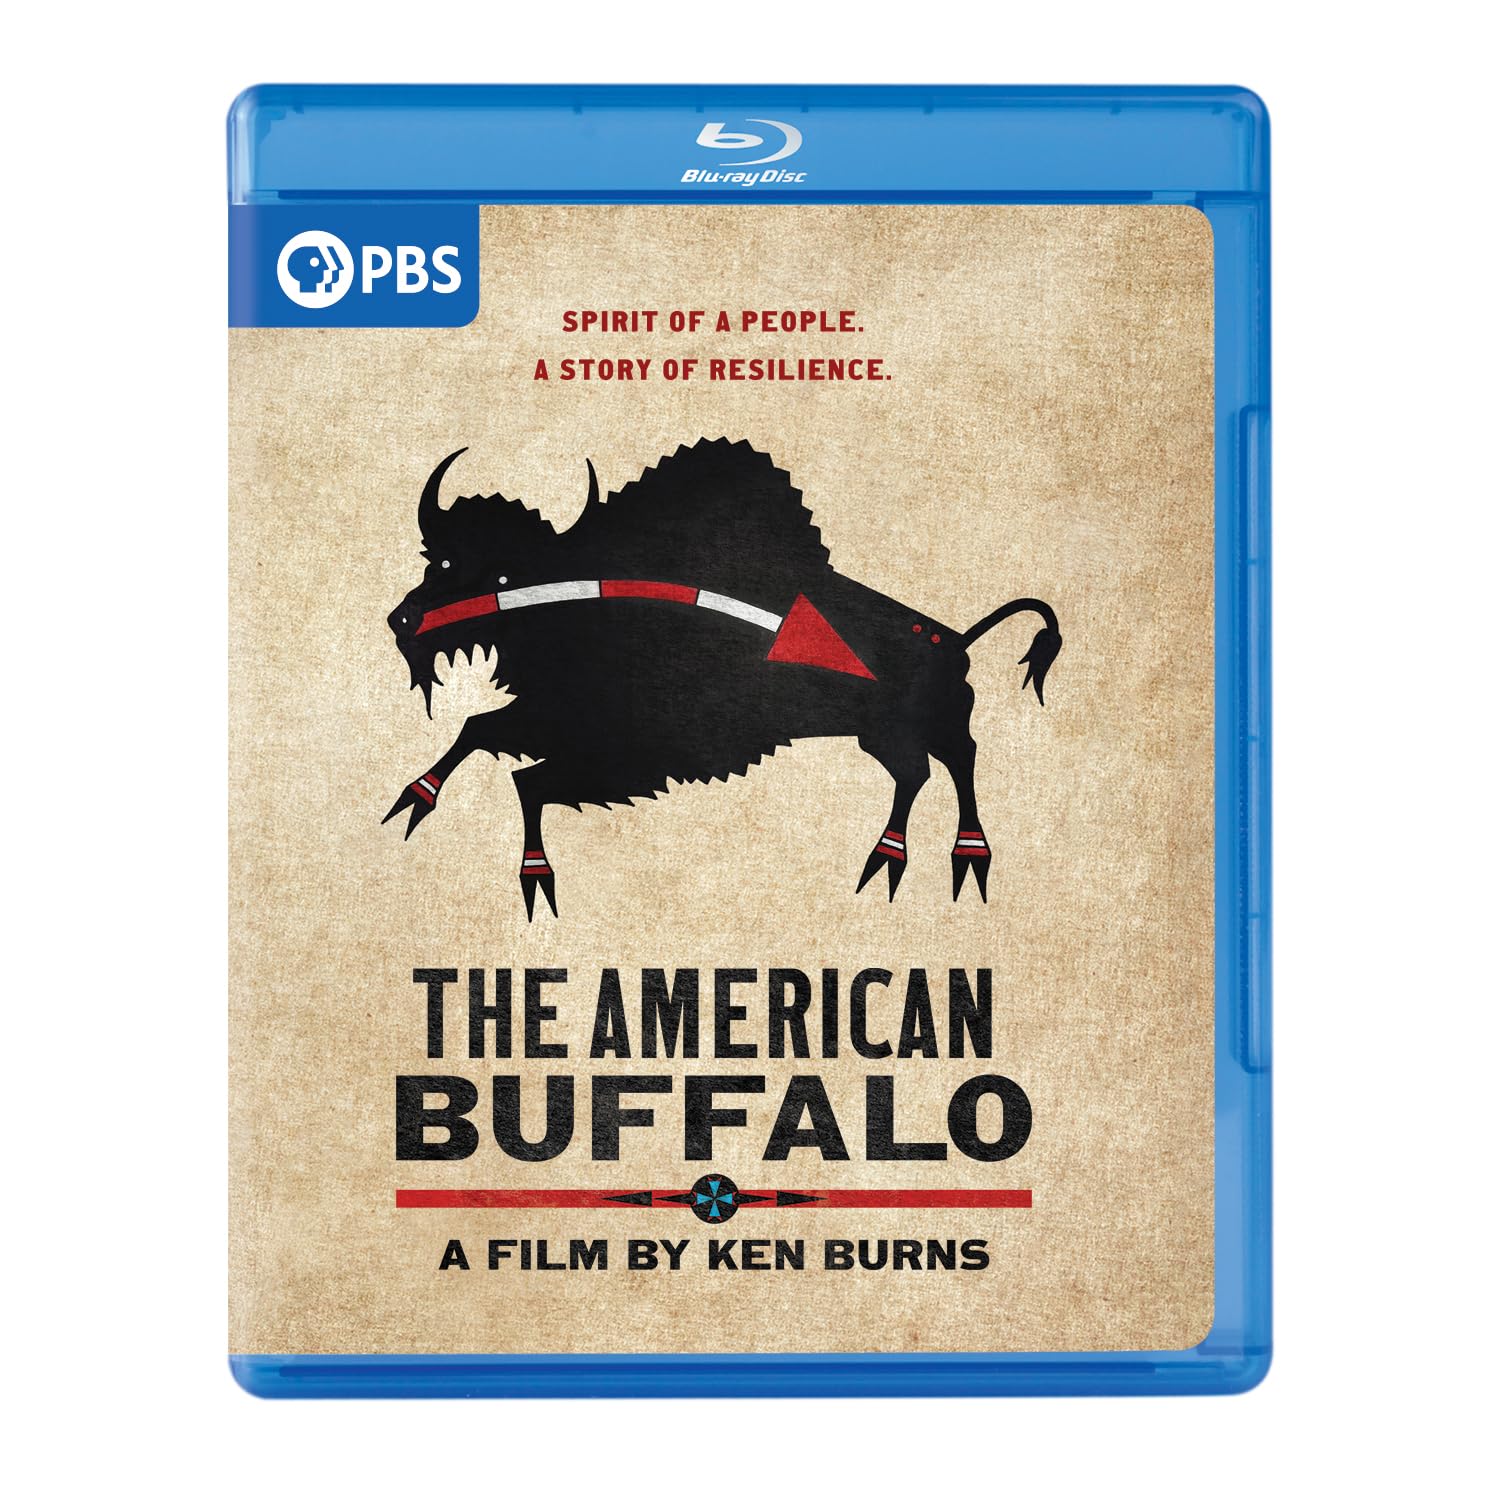 Blu-ray Disc
PBS
SPIRIT OF A PEOPLE.
A STORY OF RESILIENCE.
THE AMERICAN
BUFFALO
A FILM BY KEN BURNS